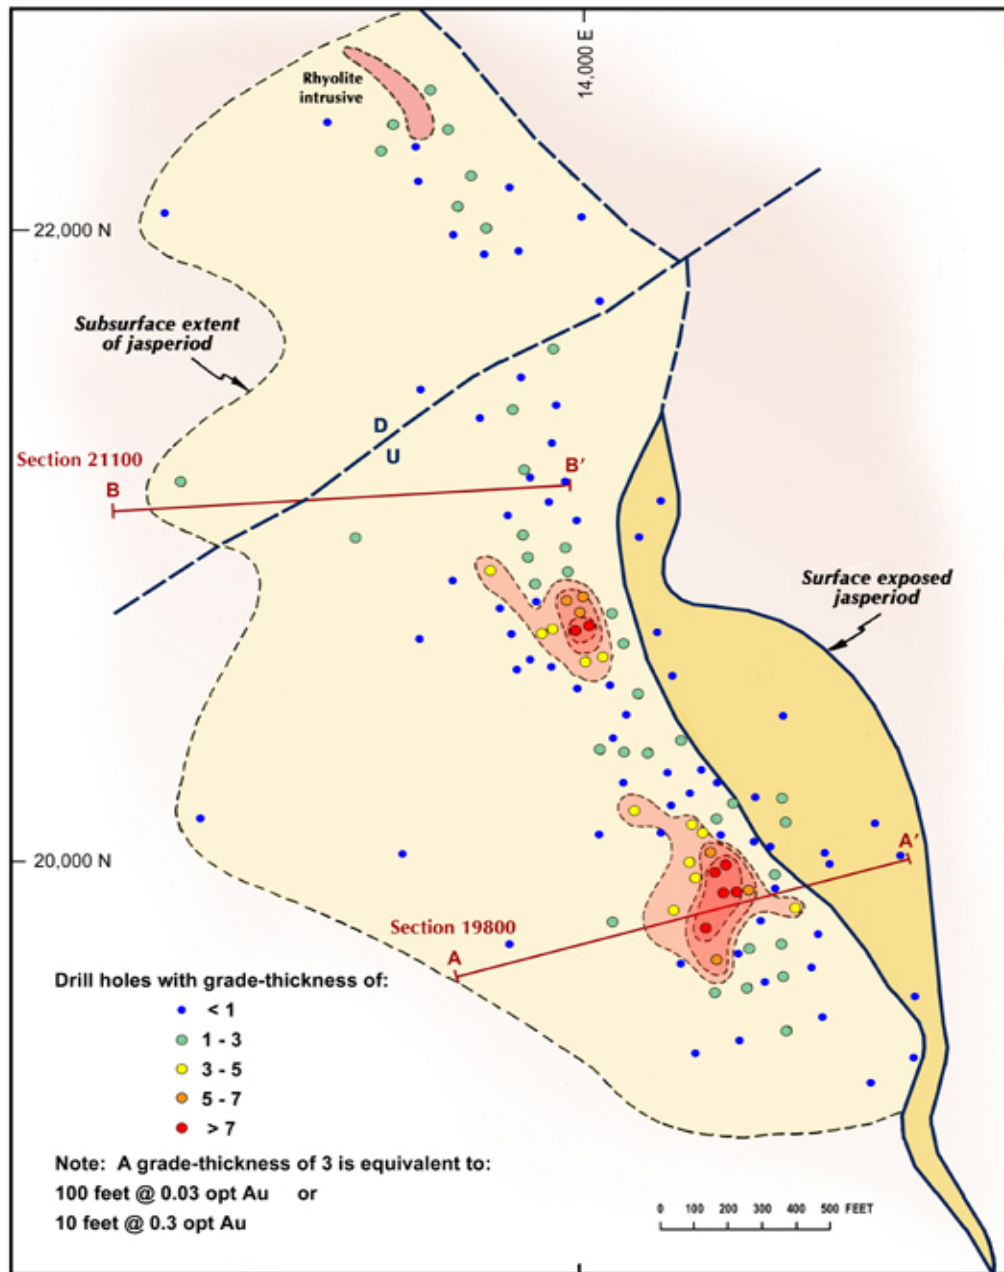 14,000 E
Rhyolite
intrusive
22,000 N
Subsurface extent
of jasperiod
D
U
Section 21100
B
B'
Surface exposed
jasperiod
20,000 N
A'
Section 19800
A
Drill holes with grade-thickness of:
< 1
1 - 3
3 - 5
5 - 7
> 7
Note: A grade-thickness of 3 is equivalent to:
100 feet @ 0.03 opt Au or
10 feet @ 0.3 opt Au
0 100 200 300 400 500 FEET